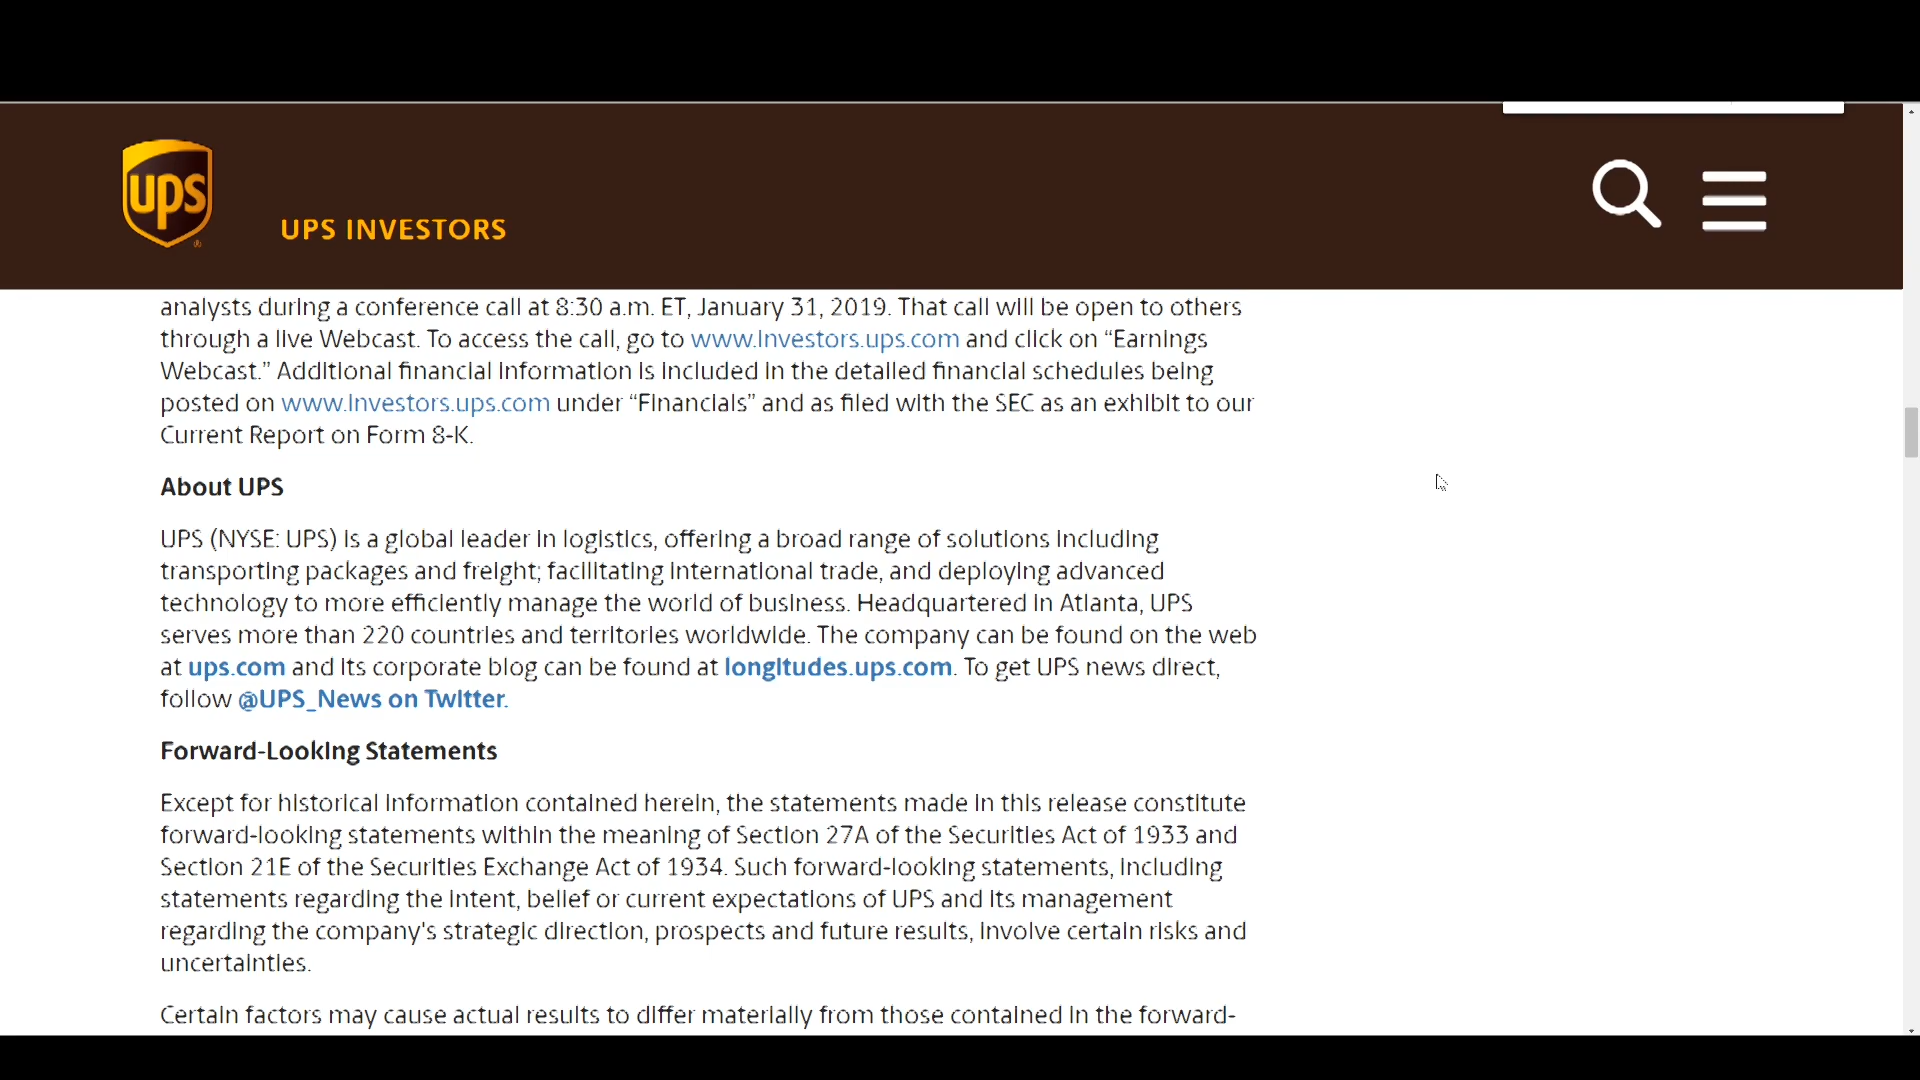 ups
UPS INVESTORS
analysts during a conference call at 8:30 a.m. ET, January 31, 2019. That call will be open to others
through a live Webcast. To access the call, go to www.investors.ups.com and click on “Earnings
Webcast.” Additional financial information is included in the detailed financial schedules being
posted on www.investors.ups.com under “Financials” and as filed with the SEC as an exhibit to our
Current Report on Form 8-K.
About UPS
UPS (NYSE: UPS) is a global leader in logistics, offering a broad range of solutions including
transporting packages and freight; facilitating international trade, and deploying advanced
technology to more efficiently manage the world of business. Headquartered in Atlanta, UPS
serves more than 220 countries and territories worldwide. The company can be found on the web
at ups.com and its corporate blog can be found at longitudes.ups.com. To get UPS news direct,
follow @UPS_News on Twitter.
Forward-Looking Statements
Except for historical information contained herein, the statements made in this release constitute
forward-looking statements within the meaning of Section 27A of the Securities Act of 1933 and
Section 21E of the Securities Exchange Act of 1934. Such forward-looking statements, including
statements regarding the intent, belief or current expectations of UPS and its management
regarding the company's strategic direction, prospects and future results, involve certain risks and
uncertainties.
Certain factors may cause actual results to differ materially from those contained in the forward-